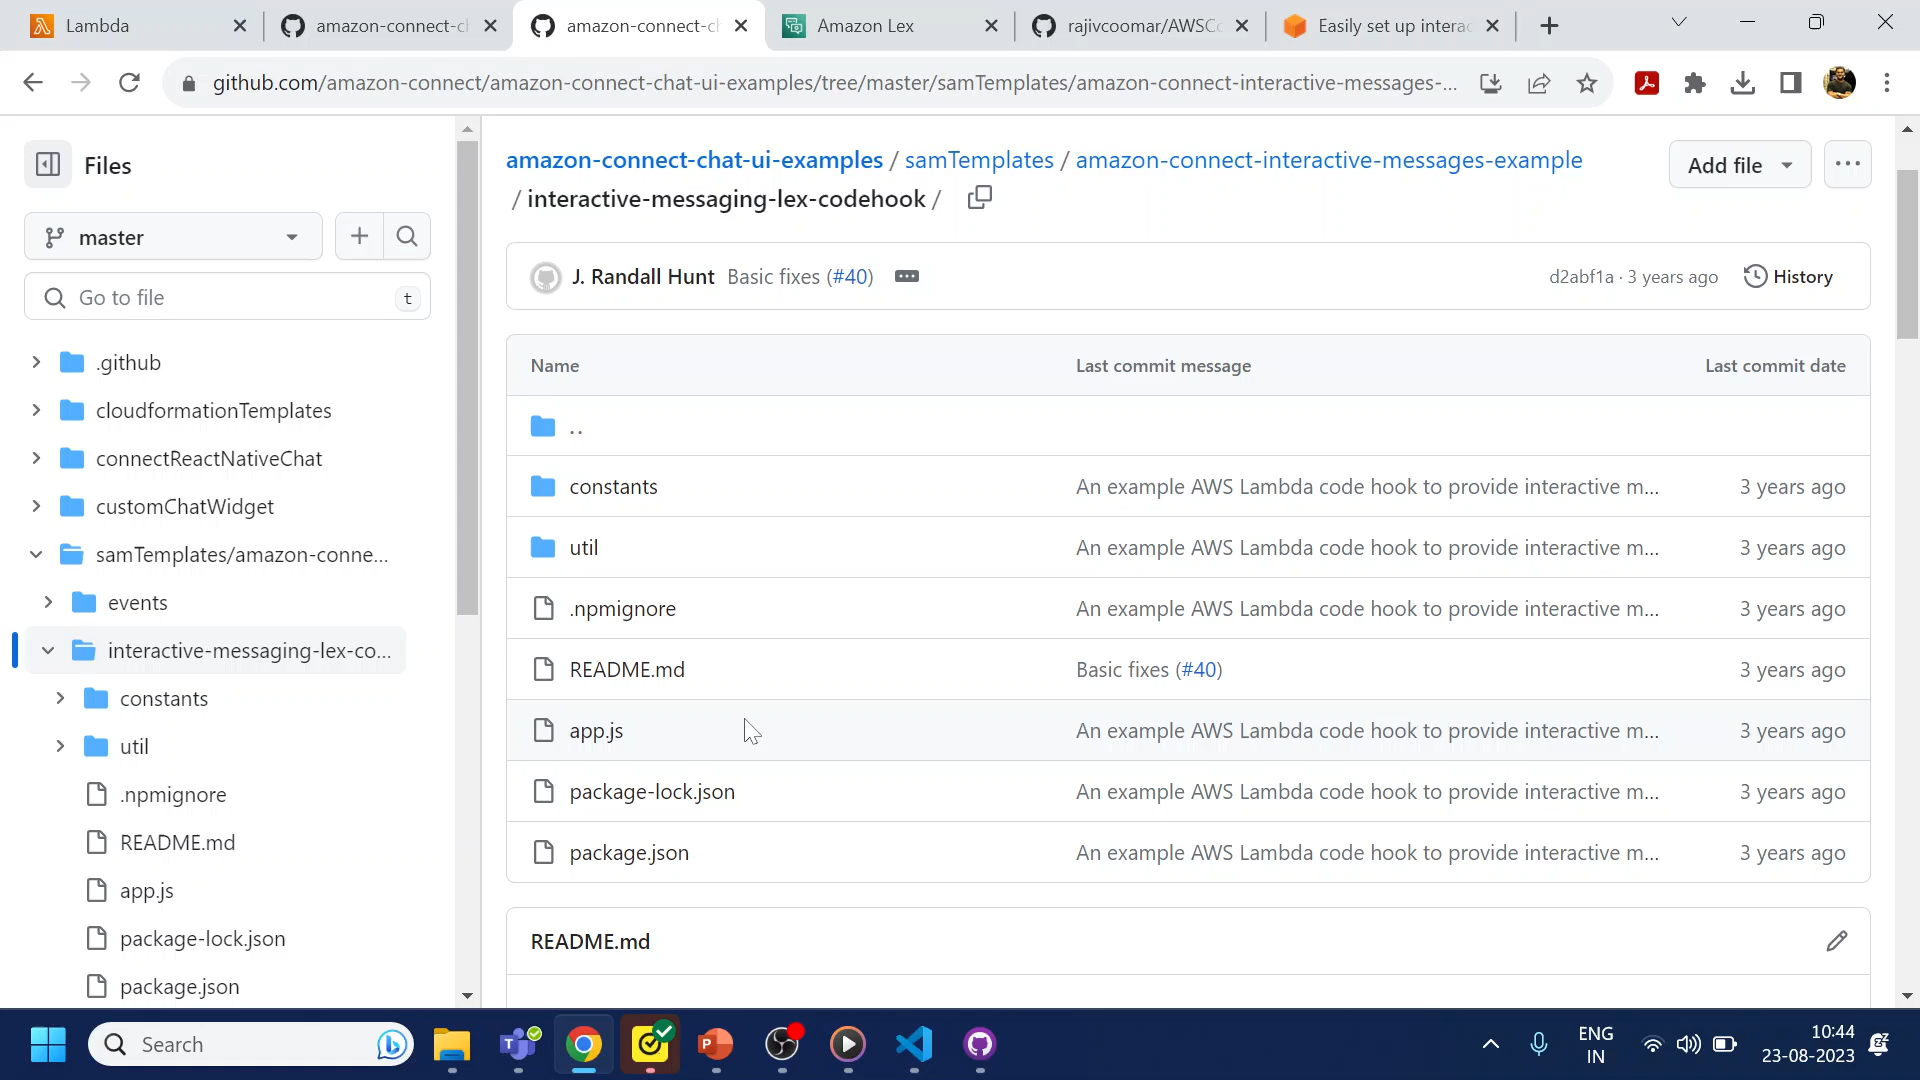 Lambda
amazon-connect-ch
amazon-connect-ch
Amazon Lex
rajivcoomar/AWSCo
Easily set up interac
github.com/amazon-connect/amazon-connect-chat-ui-examples/tree/master/samTemplates/amazon-connect-interactive-messages-...
Files
master
Go to file
t
.github
cloudformationTemplates
connectReactNativeChat
customChatWidget
samTemplates/amazon-conne...
events
interactive-messaging-lex-co...
constants
util
.npmignore
README.md
app.js
package-lock.json
package.json
amazon-connect-chat-ui-examples / samTemplates / amazon-connect-interactive-messages-example
/ interactive-messaging-lex-codehook /
Add file
J. Randall Hunt Basic fixes (#40)
d2abf1a · 3 years ago
History
Name Last commit message Last commit date
..
constants An example AWS Lambda code hook to provide interactive m... 3 years ago
util An example AWS Lambda code hook to provide interactive m... 3 years ago
.npmignore An example AWS Lambda code hook to provide interactive m... 3 years ago
README.md Basic fixes (#40) 3 years ago
app.js An example AWS Lambda code hook to provide interactive m... 3 years ago
package-lock.json An example AWS Lambda code hook to provide interactive m... 3 years ago
package.json An example AWS Lambda code hook to provide interactive m... 3 years ago
README.md
Search
ENG
IN
10:44
23-08-2023